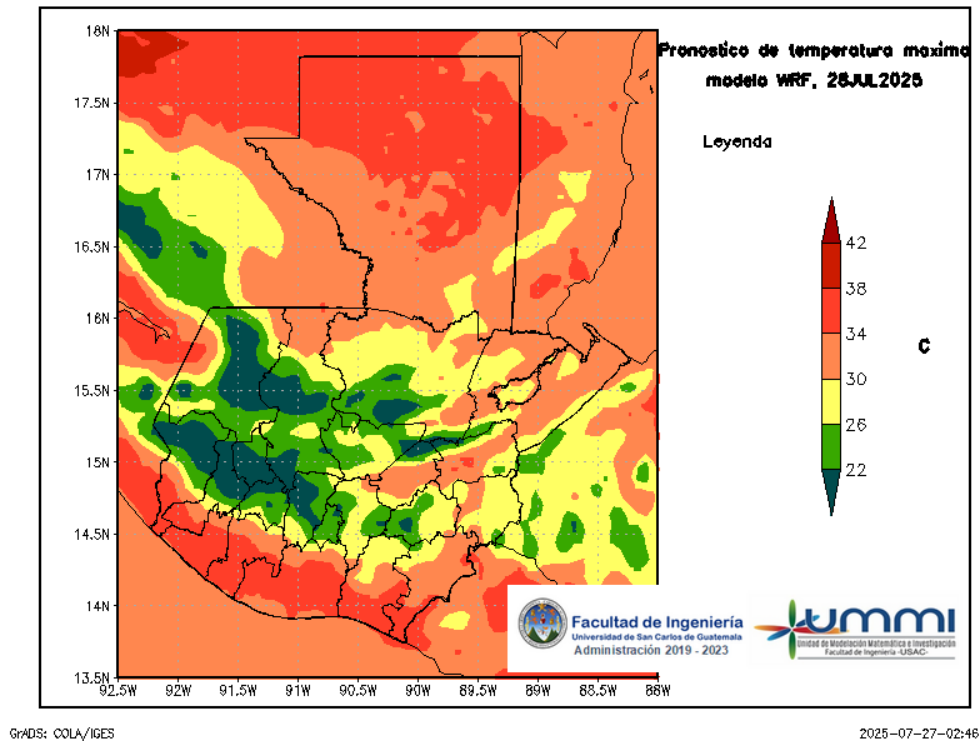 Pronostico de temperatura maxima
modelo WRF, 28JUL2025
Leyenda
18N
17.5N
17N
16.5N
16N
15.5N
15N
14.5N
14N
13.5N
92.5W 92W 91.5W 91W 90.5W 90W 89.5W 89W 88.5W 88W
42
38
34
30
26
22
C
Facultad de Ingeniería
Universidad de San Carlos de Guatemala
Administración 2019 - 2023
ummi
Unidad de Modelación Matemática e Investigación
Facultad de Ingeniería -USAC-
GrADS: COLA/IGES
2025-07-27-02:46